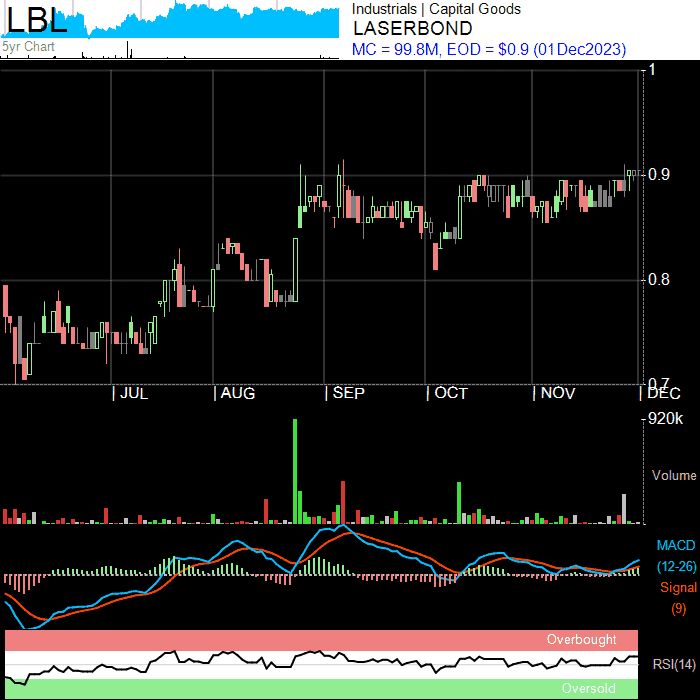 LBL
5yr Chart
Industrials | Capital Goods
LASERBOND
MC = 99.8M, EOD = $0.9 (01Dec2023)
1
0.9
0.8
0.7
| JUL | AUG | SEP | OCT | NOV | DEC
920k
Volume
MACD
(12-26)
Signal
(9)
Overbought
RSI(14)
Oversold